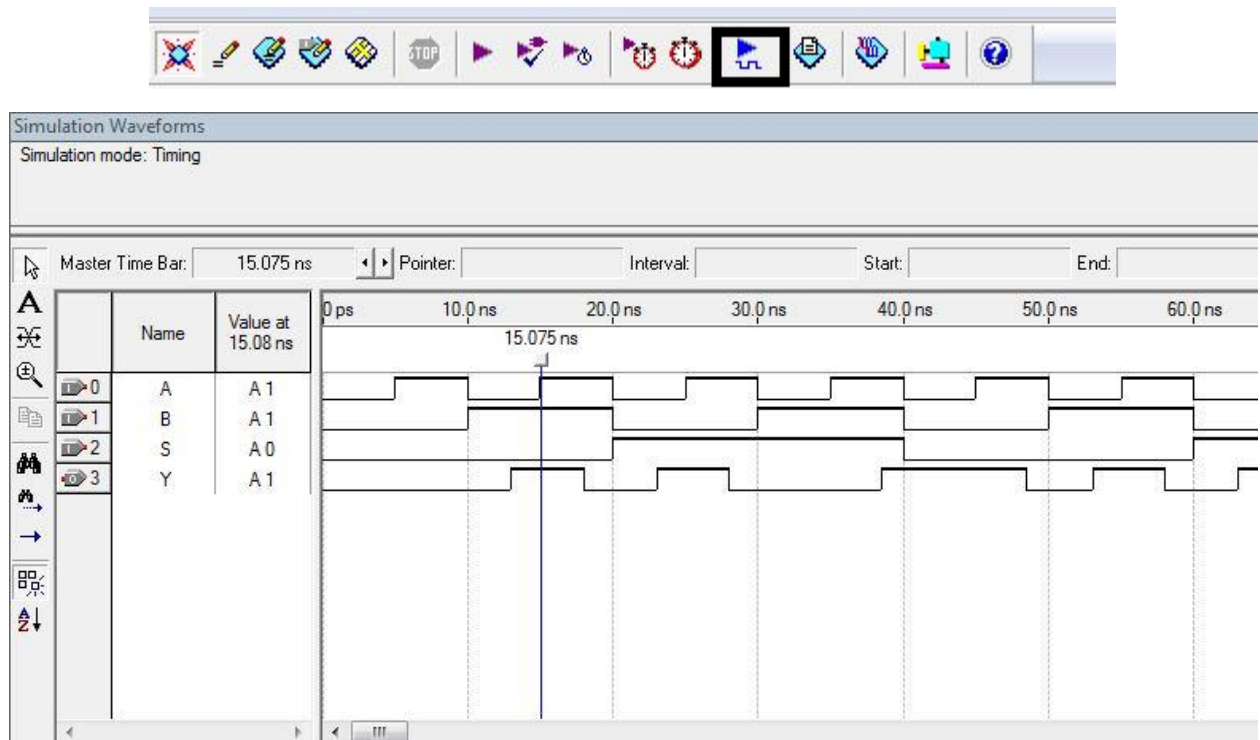 STOP
Simulation Waveforms
Simulation mode: Timing
Master Time Bar: 15.075 ns Pointer: Interval: Start: End:
A
Name Value at 15.08 ns
0 ps 10.0 ns 20.0 ns 30.0 ns 40.0 ns 50.0 ns 60.0 ns
15.075 ns
0 A A 1
1 B A 1
2 S A 0
3 Y A 1
A
Z